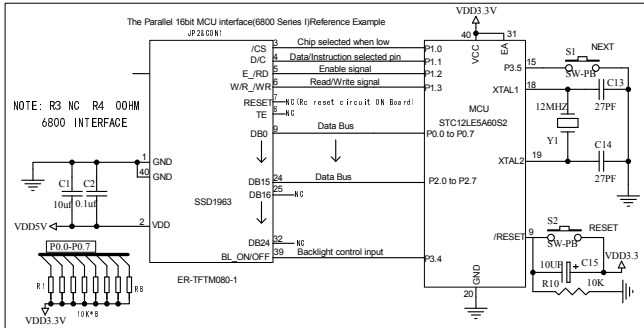 The Parallel 16bit MCU interface(6800 Series I)Reference Example
JP2&CON1
VDD3.3V
40
31
VCC
EA
/CS 3 Chip selected when low P1.0
D/C 4 Data/Instruction selected pin P1.1
E_/RD 5 Enable signal P1.2
W/R_/WR 6 Read/Write signal P1.3
RESET 7 NC(Rc reset circuit ON Board)
TE 8 NC
DB0 9 Data Bus P0.0 to P0.7
DB15 24 Data Bus P2.0 to P2.7
DB16 25 NC
DB24 32 NC
BL_ON/OFF 39 Backlight control input P3.4
NOTE: R3 NC R4 0OHM
6800 INTERFACE
1 GND
40 GND
C1 C2
10uf 0.1uf
VDD5V 2 VDD
SSD1963
ER-TFTM080-1
P0.0-P0.7
R1 R8
10K*8
VDD3.3V
MCU
STC12LE5A60S2
P3.5 15 S1 NEXT
SW-PB
XTAL1 18 C13
12MHZ 27PF
Y1
XTAL2 19 C14
27PF
S2 RESET
/RESET 9 SW-PB
10UF C15 VDD3.3
R10 10K
GND
20